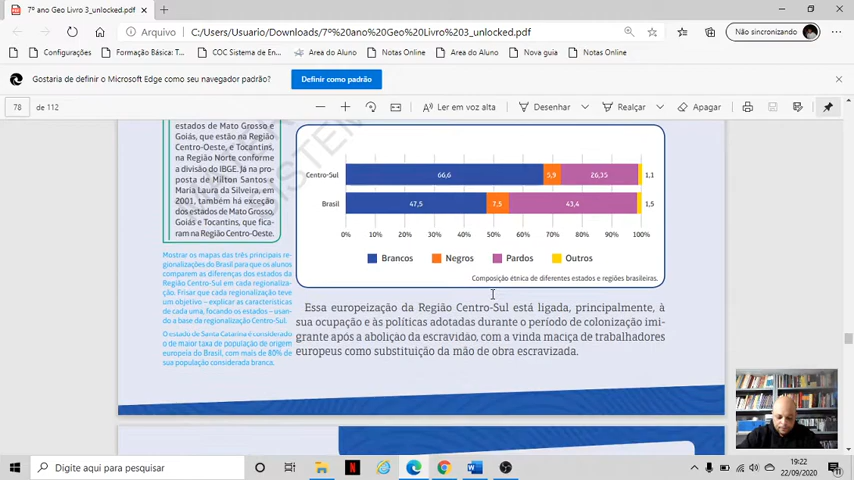 7º ano Geo Livro 3_unlocked.pdf
Arquivo
C:/Users/Usuario/Downloads/7º%20ano%20Geo%20Livro%203_unlocked.pdf
Não sincronizando
Configurações
Formação Básica: T...
COC Sistema de En...
Area do Aluno
Notas Online
Area do Aluno
Nova guia
Notas Online
Gostaria de definir o Microsoft Edge como seu navegador padrão?
Definir como padrão
78 de 112
Ler em voz alta
Desenhar
Realçar
Apagar
estados de Mato Grosso e
Goiás, que estão na Região
Centro-Oeste, e Tocantins,
na Região Norte conforme
a divisão do IBGE. Já na pro-
posta de Milton Santos e
Maria Laura da Silveira, em
2001, também há exceção
dos estados de Mato Grosso,
Goiás e Tocantins, que fica-
ram na Região Centro-Oeste.
Mostrar os mapas das três principais re-
gionalizações do Brasil para que os alunos
comparem as diferenças dos estados da
Região Centro-Sul em cada regionaliza-
ção. Frisar que cada regionalização teve
um objetivo – explicar as características
de cada uma, focando os estados – usan-
do a base da regionalização Centro-Sul.
O estado de Santa Catarina é considerado
o de maior taxa de população de origem
europeia do Brasil, com mais de 80% de
sua população considerada branca.
Centro-Sul 66,6 5,9 26,35 1,1
Brasil 47,5 7,5 43,4 1,5
0% 10% 20% 30% 40% 50% 60% 70% 80% 90% 100%
Brancos Negros Pardos Outros
Composição étnica de diferentes estados e regiões brasileiras.
Essa europeização da Região Centro-Sul está ligada, principalmente, à
sua ocupação e às políticas adotadas durante o período de colonização imi-
grante após a abolição da escravidão, com a vinda maciça de trabalhadores
europeus como substituição da mão de obra escravizada.
Digite aqui para pesquisar
19:22
22/09/2020